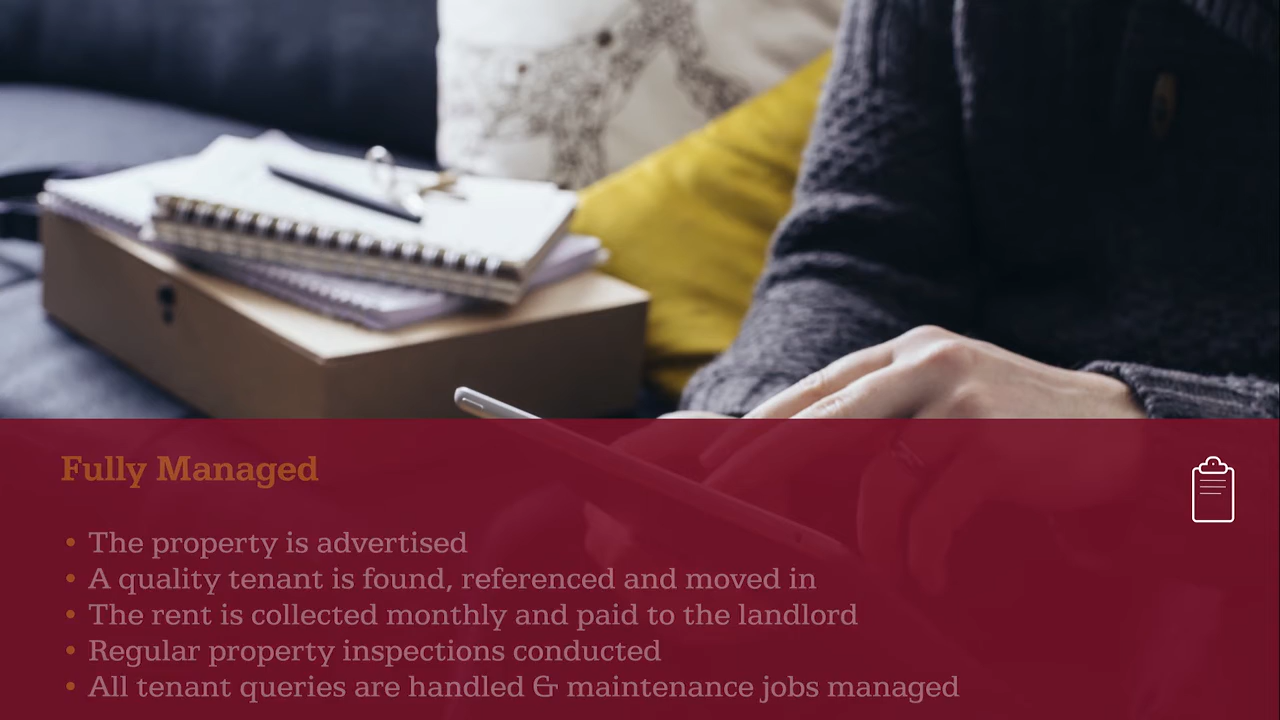 Fully Managed
• The property is advertised
• A quality tenant is found, referenced and moved in
• The rent is collected monthly and paid to the landlord
• Regular property inspections conducted
• All tenant queries are handled & maintenance jobs managed